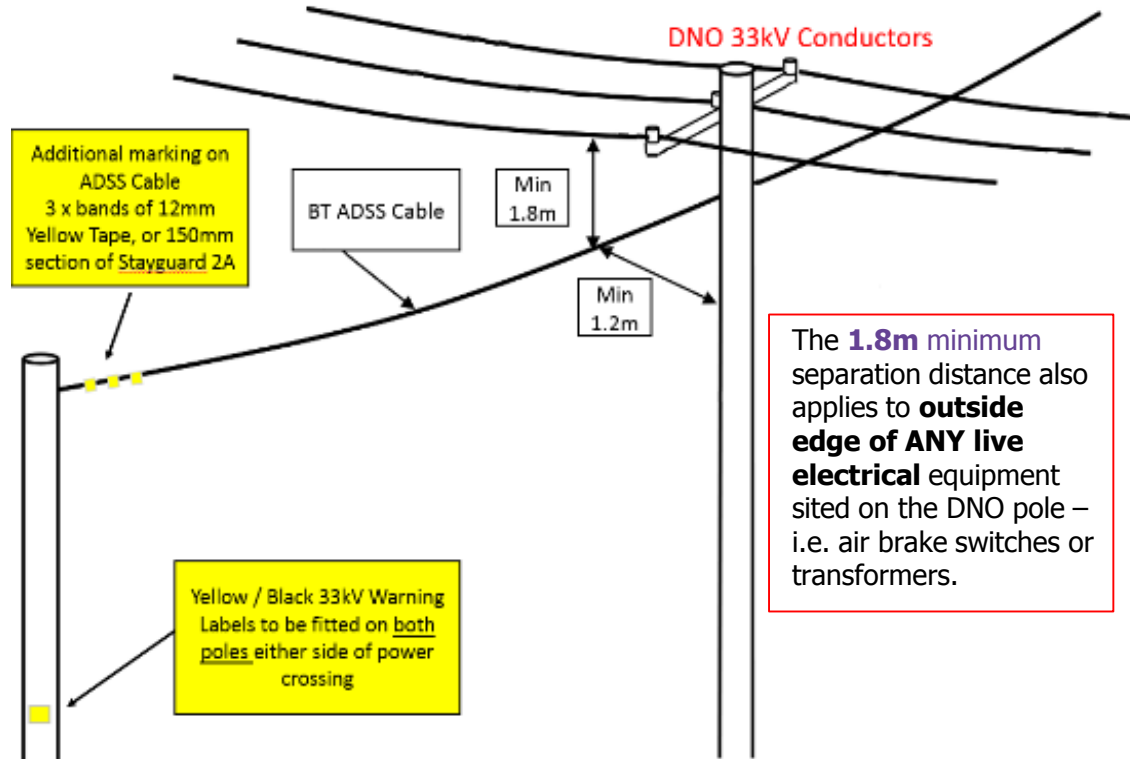 DNO 33kV Conductors
Additional marking on
ADSS Cable
3 x bands of 12mm
Yellow Tape, or 150mm
section of Stayguard 2A
BT ADSS Cable
Min
1.8m
Min
1.2m
The 1.8m minimum
separation distance also
applies to outside
edge of ANY live
electrical equipment
sited on the DNO pole –
i.e. air brake switches or
transformers.
Yellow / Black 33kV Warning
Labels to be fitted on both
poles either side of power
crossing